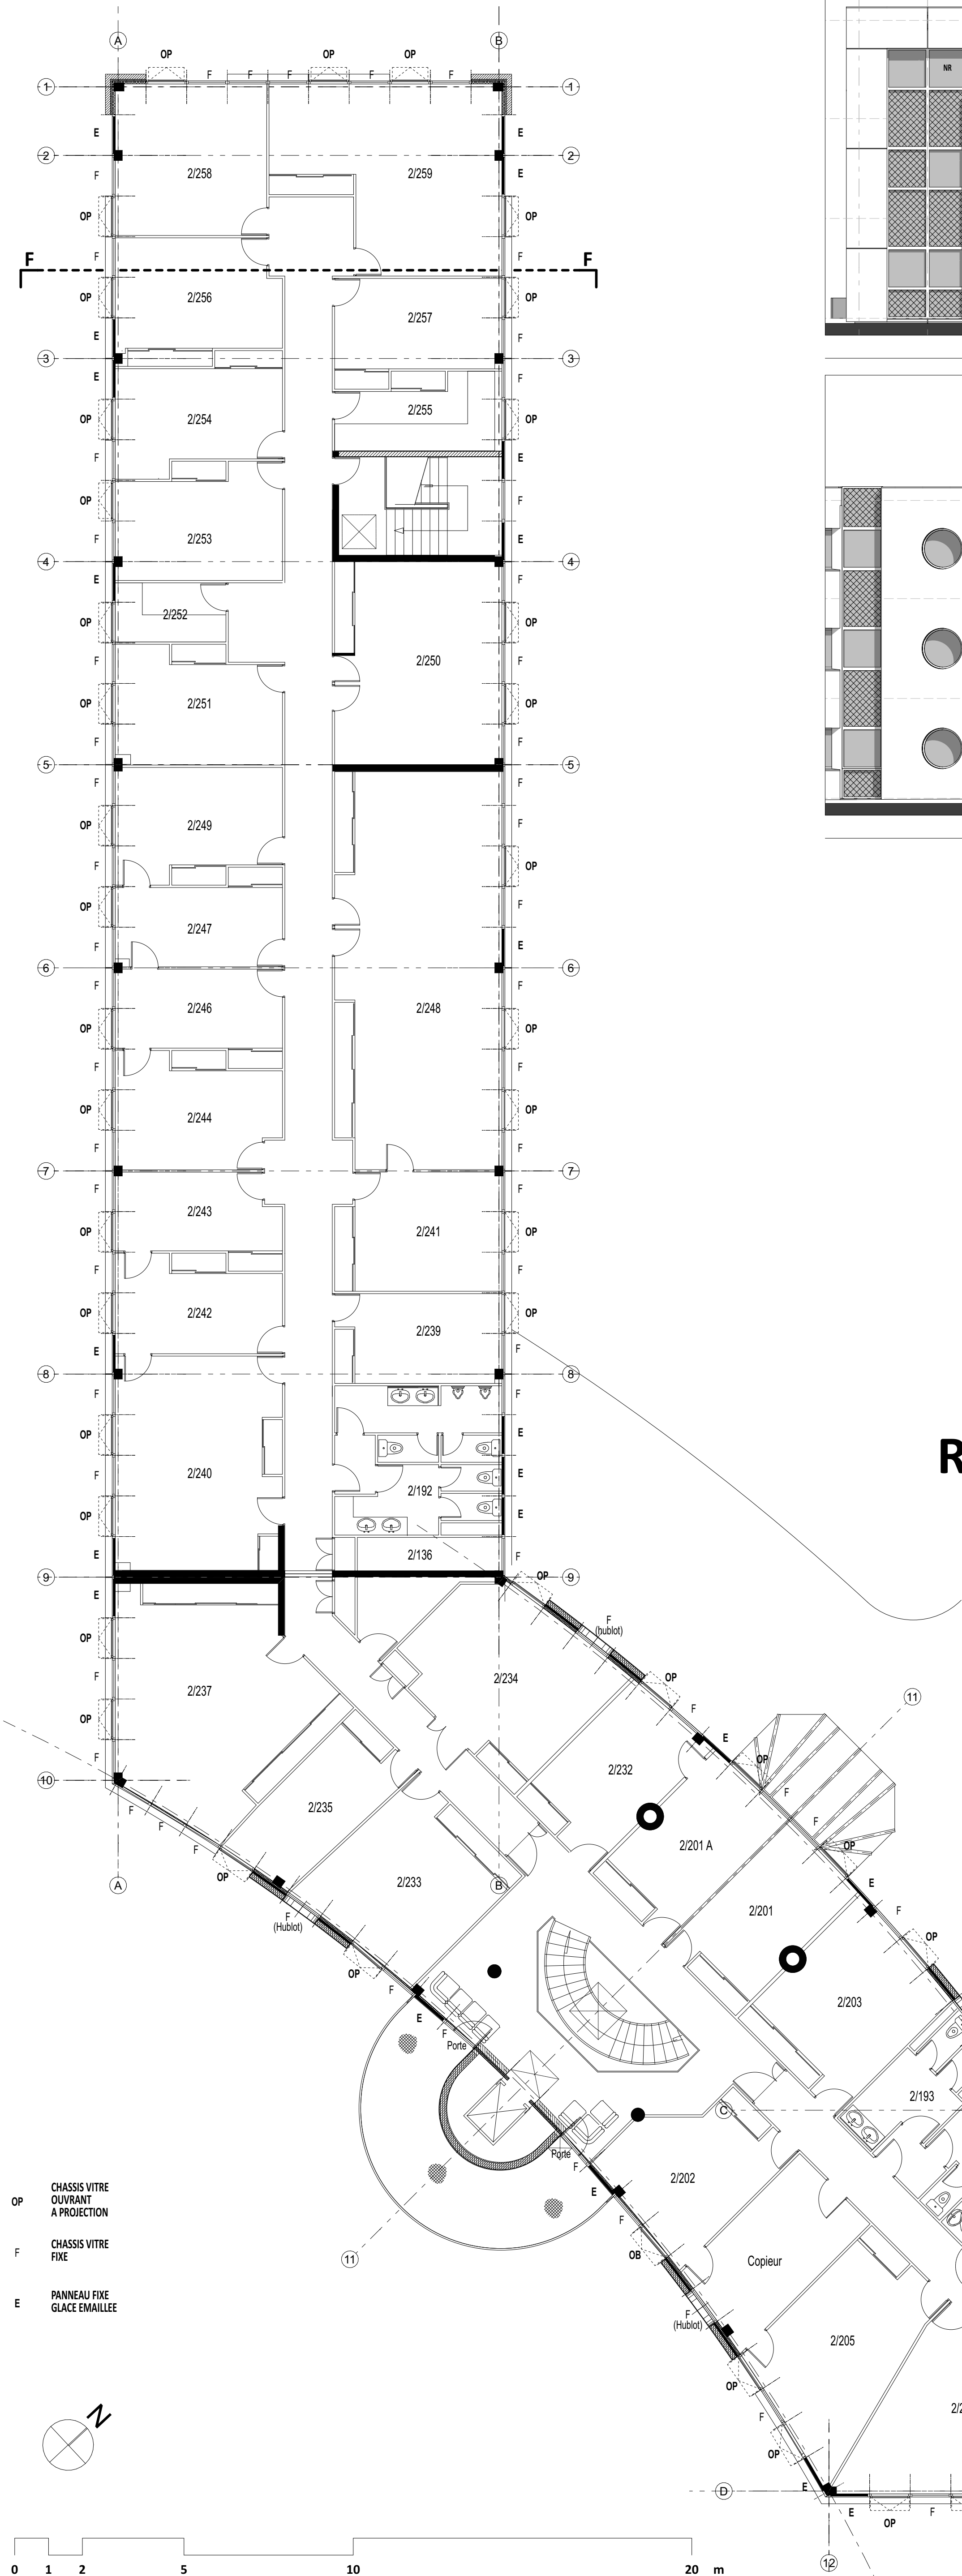 A B
OP OP OP
F F F F F
NR
1 1
E F
2 E
2 2
F 2/258 2/259 E
OP OP
F F
F F
OP 2/256 2/257 OP
E F
3 3
E F
OP 2/254 2/255 OP
F E
OP F
F 2/253 E
4 4
E F
OP 2/252 OP
F 2/250 F
OP 2/251 OP
F F
5 5
F F
OP 2/249 F
F OP
OP 2/247 F
F E
6 6
F F
OP 2/246 2/248 OP
F F
OP 2/244 OP
F F
7 7
F F
OP 2/243 2/241 OP
F F
OP 2/242 2/239 OP
E F
8 8
F F
OP E
R
F 2/240 2/192 E
OP E
E 2/136 F
9 9
E OP
F
(hublot)
OP 2/237 2/234 OP
F F
OP E 11
F OP
10 2/232 F
F F
F 2/235 2/201 A OP
F
OP 2/233 E
A B
F
(Hublot)
2/201 F
OP
OP
F 2/203
E
F
Porte
2/193
C
Porte
F
E 2/202
F
11 OB
Copieur
F
(Hublot)
2/205
OP
F
2/2
OP
D E
E OP F
12
OP CHASSIS VITRE
OUVRANT
A PROJECTION
F CHASSIS VITRE
FIXE
E PANNEAU FIXE
GLACE EMAILLEE
N
0 1 2 5 10 20 m